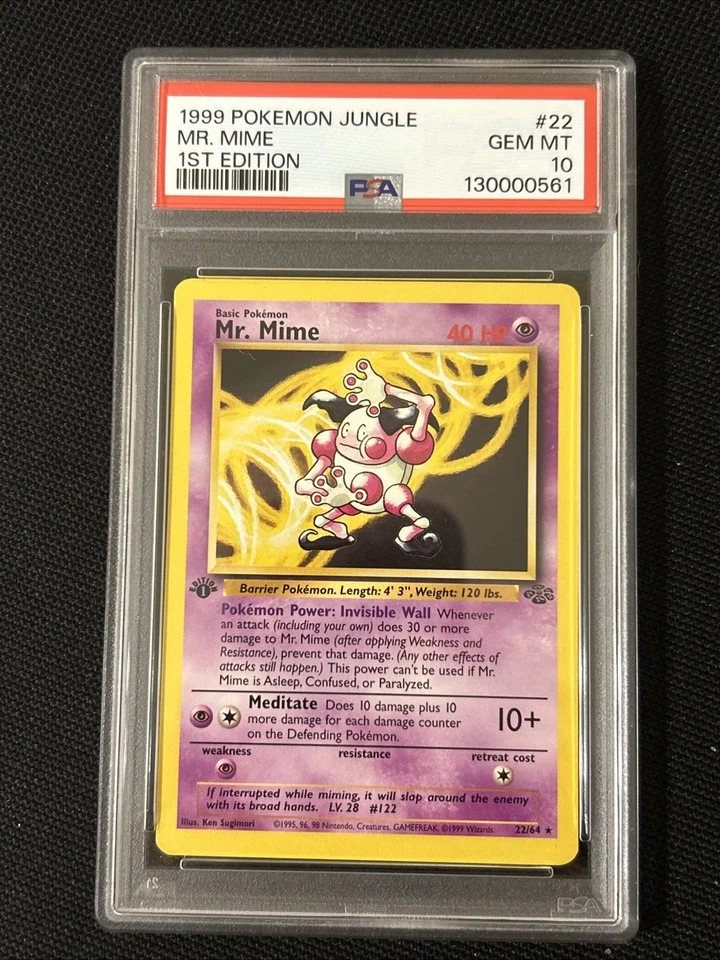 1999 POKEMON JUNGLE #22
MR. MIME GEM MT
1ST EDITION 10
PSA 130000561
Basic Pokémon
Mr. Mime 40 HP
EDITION
1
Barrier Pokémon. Length: 4' 3", Weight: 120 lbs.
Pokémon Power: Invisible Wall Whenever
an attack (including your own) does 30 or more
damage to Mr. Mime (after applying Weakness and
Resistance), prevent that damage. (Any other effects of
attacks still happen.) This power can't be used if Mr.
Mime is Asleep, Confused, or Paralyzed.
Meditate Does 10 damage plus 10
more damage for each damage counter 10+
on the Defending Pokémon.
weakness resistance retreat cost
If interrupted while miming, it will slap around the enemy
with its broad hands. LV. 28 #122
Illus. Ken Sugimori ©1995, 96, 98 Nintendo, Creatures, GAMEFREAK. ©1999 Wizards. 22/64 ★
PSA